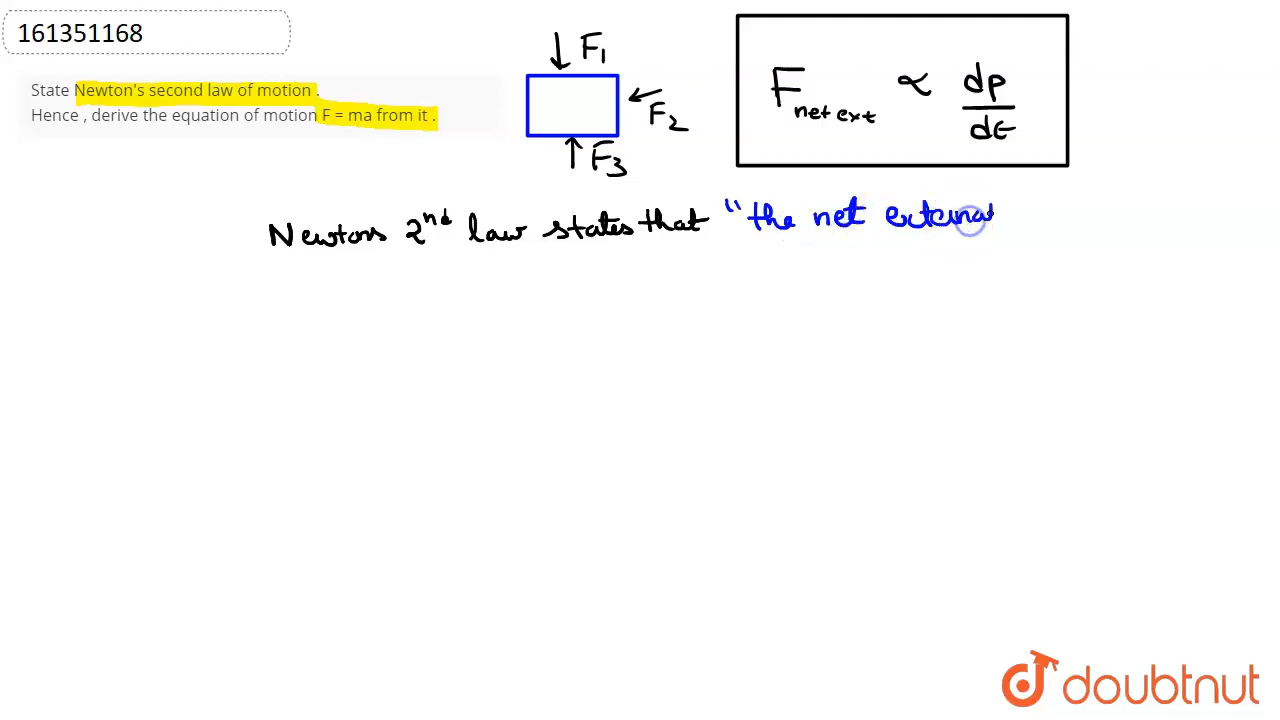 161351168
State Newton's second law of motion .
Hence , derive the equation of motion F = ma from it .
F1
F2
F3
F net ext ∝ dp/dt
Newtons 2nd law states that "the net external
doubtnut